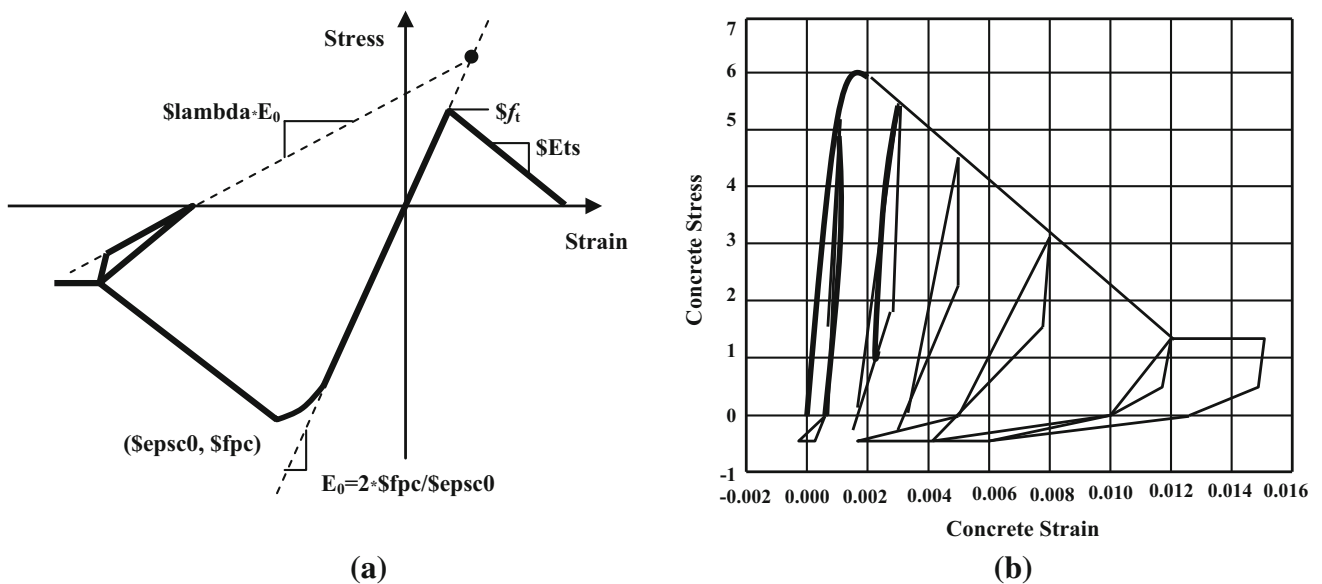 Stress
$lambda*E₀
$fₜ
$Ets
Strain
($epsc0, $fpc)
E₀=2*$fpc/$epsc0
(a)
7
6
5
4
3
2
1
0
-1
Concrete Stress
-0.002 0.000 0.002 0.004 0.006 0.008 0.010 0.012 0.014 0.016
Concrete Strain
(b)